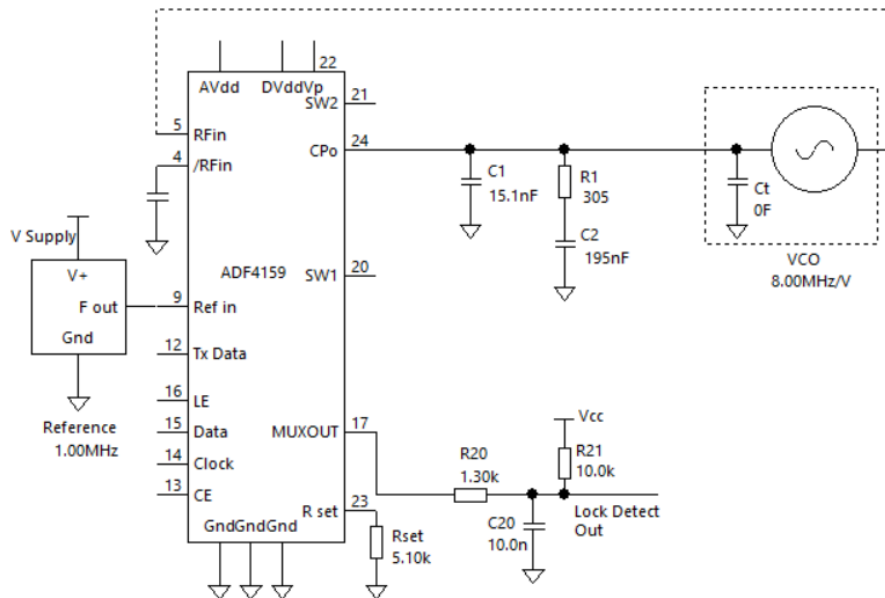 22
AVdd
DVddVp
SW2
21
5
RFin
CPo
24
4
/RFin
C1
15.1nF
R1
305
Ct
0F
C2
195nF
VCO
8.00MHz/V
V Supply
V+
F out
Gnd
Reference
1.00MHz
ADF4159
SW1
20
9
Ref in
12
Tx Data
16
LE
15
Data
MUXOUT
17
14
Clock
13
CE
R set
23
GndGndGnd
Rset
5.10k
R20
1.30k
Vcc
R21
10.0k
C20
10.0n
Lock Detect
Out